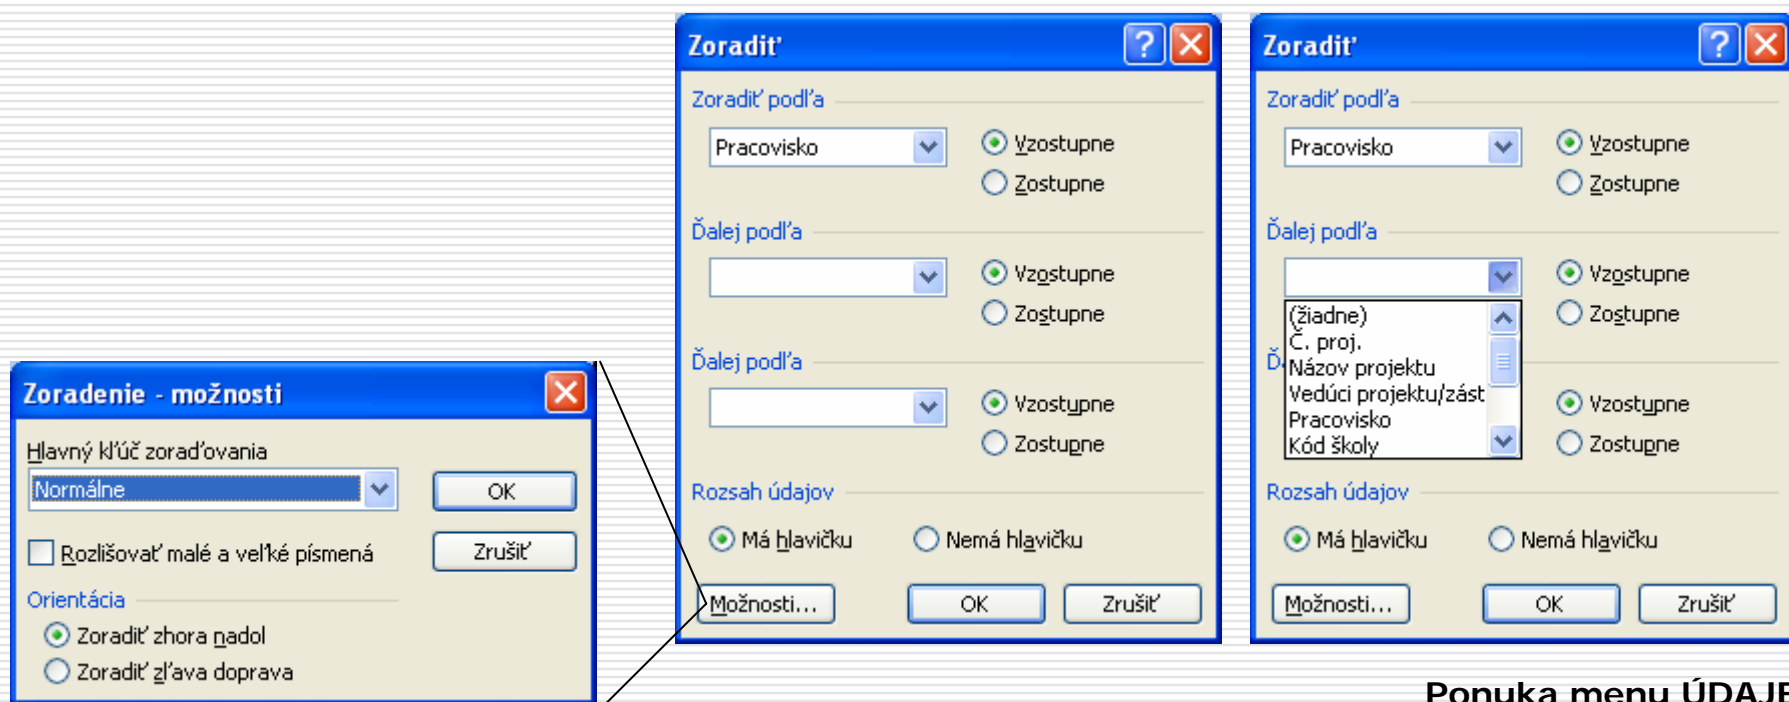 Zoradiť
Zoradiť podľa
Pracovisko
Vzostupne
Zostupne
Ďalej podľa
Vzostupne
Zostupne
Ďalej podľa
Vzostupne
Zostupne
Rozsah údajov
Má hlavičku
Nemá hlavičku
Možnosti...
OK
Zrušiť
Zoradiť
Zoradiť podľa
Pracovisko
Vzostupne
Zostupne
Ďalej podľa
Vzostupne
Zostupne
(žiadne)
Č. proj.
Názov projektu
Vedúci projektu/zást
Pracovisko
Kód školy
Vzostupne
Zostupne
Rozsah údajov
Má hlavičku
Nemá hlavičku
Možnosti...
OK
Zrušiť
Zoradenie - možnosti
Hlavný kľúč zoraďovania
Normálne
OK
Rozlišovať malé a veľké písmená
Zrušiť
Orientácia
Zoradiť zhora nadol
Zoradiť zľava doprava
Ponuka menu ÚDAJE